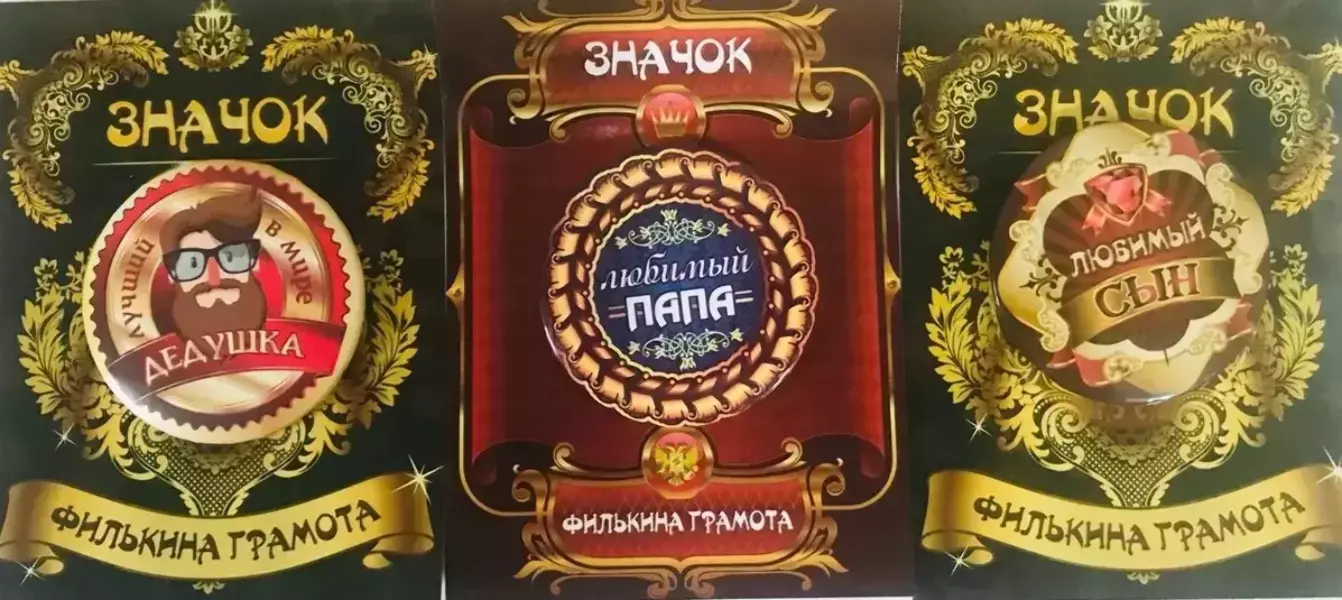 ЗНАЧОК
ЛУЧШИЙ
В МИРЕ
ДЕДУШКА
ФИЛЬКИНА ГРАМОТА
ЗНАЧОК
любимый
ПАПА
ФИЛЬКИНА ГРАМОТА
ЗНАЧОК
ЛЮБИМЫЙ
СЫН
ФИЛЬКИНА ГРАМОТА